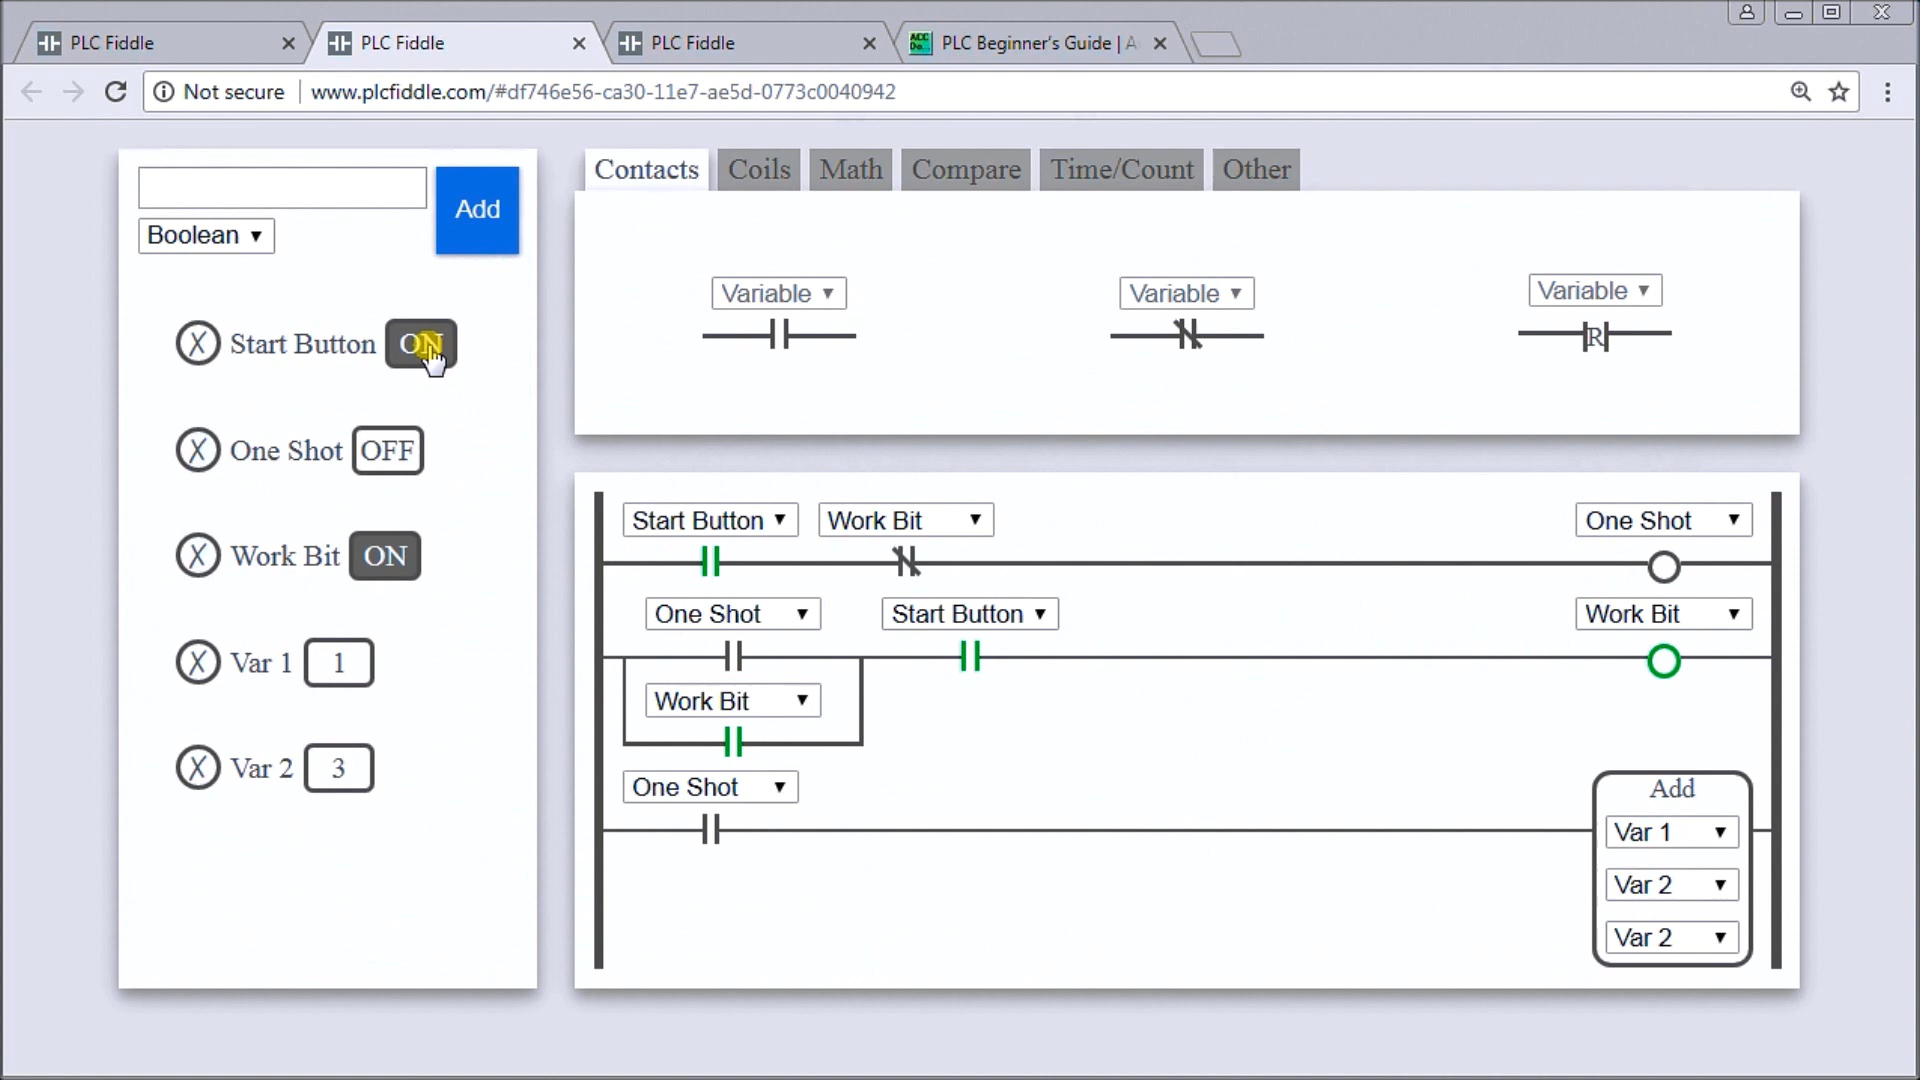 PLC Fiddle
PLC Fiddle
PLC Fiddle
PLC Beginner's Guide | A
Not secure
www.plcfiddle.com/#df746e56-ca30-11e7-ae5d-0773c0040942
Boolean
Add
Start Button ON
One Shot OFF
Work Bit ON
Var 1 1
Var 2 3
Contacts Coils Math Compare Time/Count Other
Variable Variable Variable
R
Start Button Work Bit One Shot
One Shot Start Button Work Bit
Work Bit
One Shot
Add
Var 1
Var 2
Var 2